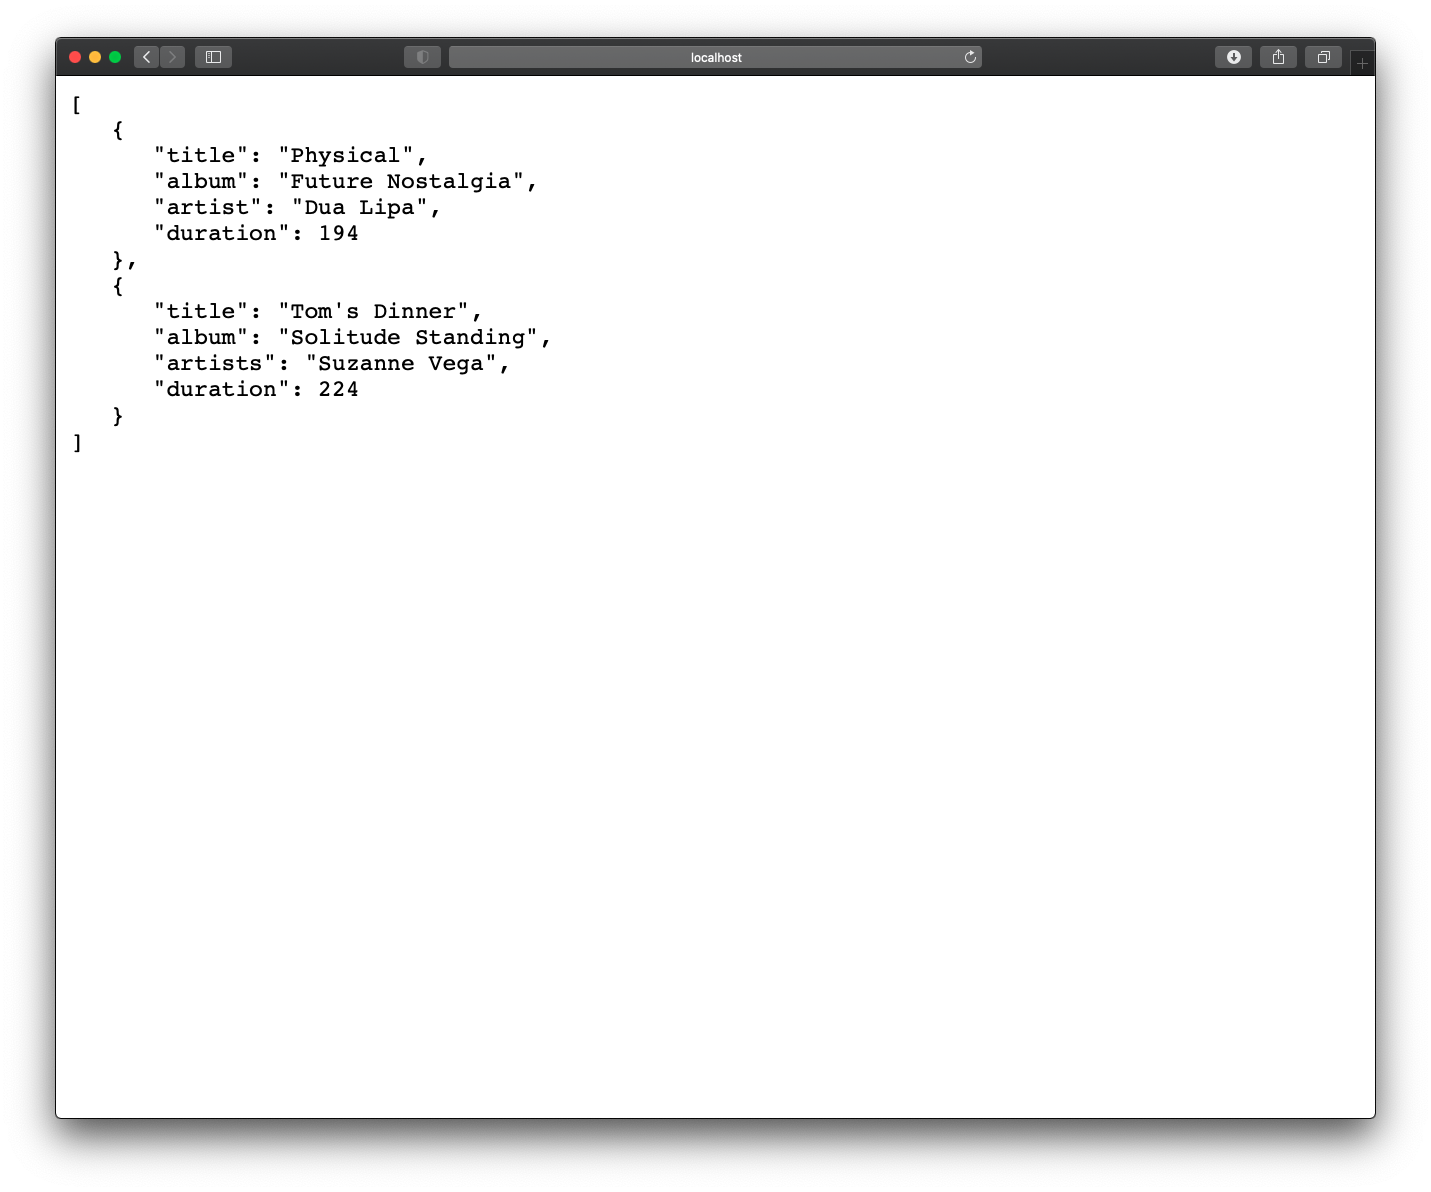 localhost
[
   {
      "title": "Physical",
      "album": "Future Nostalgia",
      "artist": "Dua Lipa",
      "duration": 194
   },
   {
      "title": "Tom's Dinner",
      "album": "Solitude Standing",
      "artists": "Suzanne Vega",
      "duration": 224
   }
]